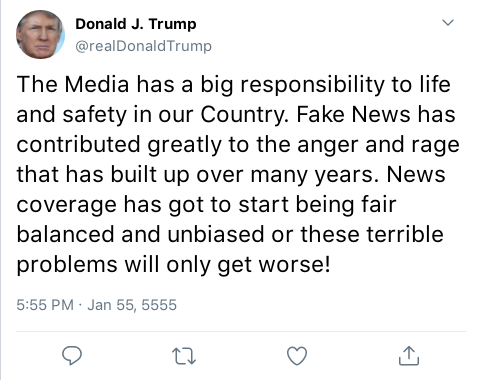 Donald J. Trump
@realDonaldTrump
The Media has a big responsibility to life
and safety in our Country. Fake News has
contributed greatly to the anger and rage
that has built up over many years. News
coverage has got to start being fair
balanced and unbiased or these terrible
problems will only get worse!
5:55 PM · Jan 55, 5555